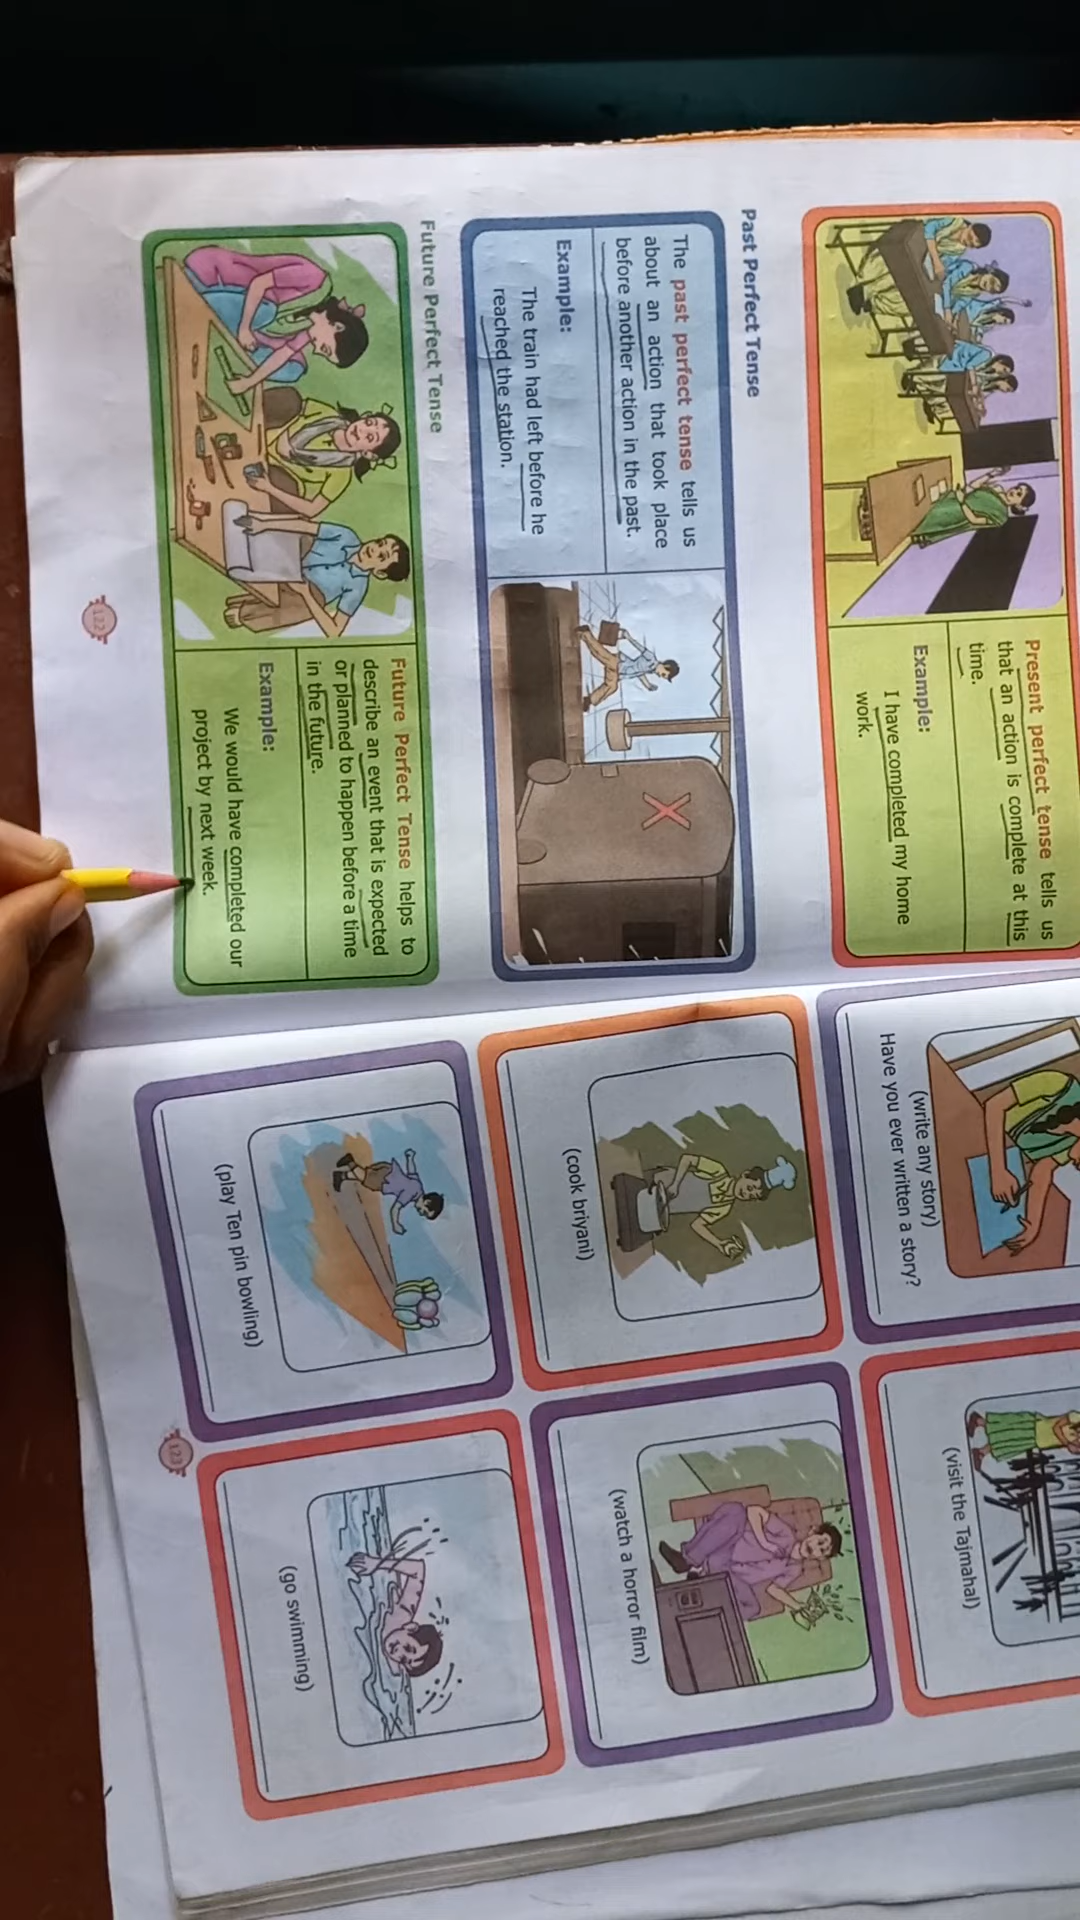 Present perfect tense tells us
that an action is complete at this
time.
Example:
I have completed my home
work.
Past Perfect Tense
The past perfect tense tells us
about an action that took place
before another action in the past.
Example:
The train had left before he
reached the station.
Future Perfect Tense
Future Perfect Tense helps to
describe an event that is expected
or planned to happen before a time
in the future.
Example:
We would have completed our
project by next week.
122
(write any story)
Have you ever written a story?
(visit the Tajmahal)
(cook briyani)
(watch a horror film)
(play Ten pin bowling)
(go swimming)
123